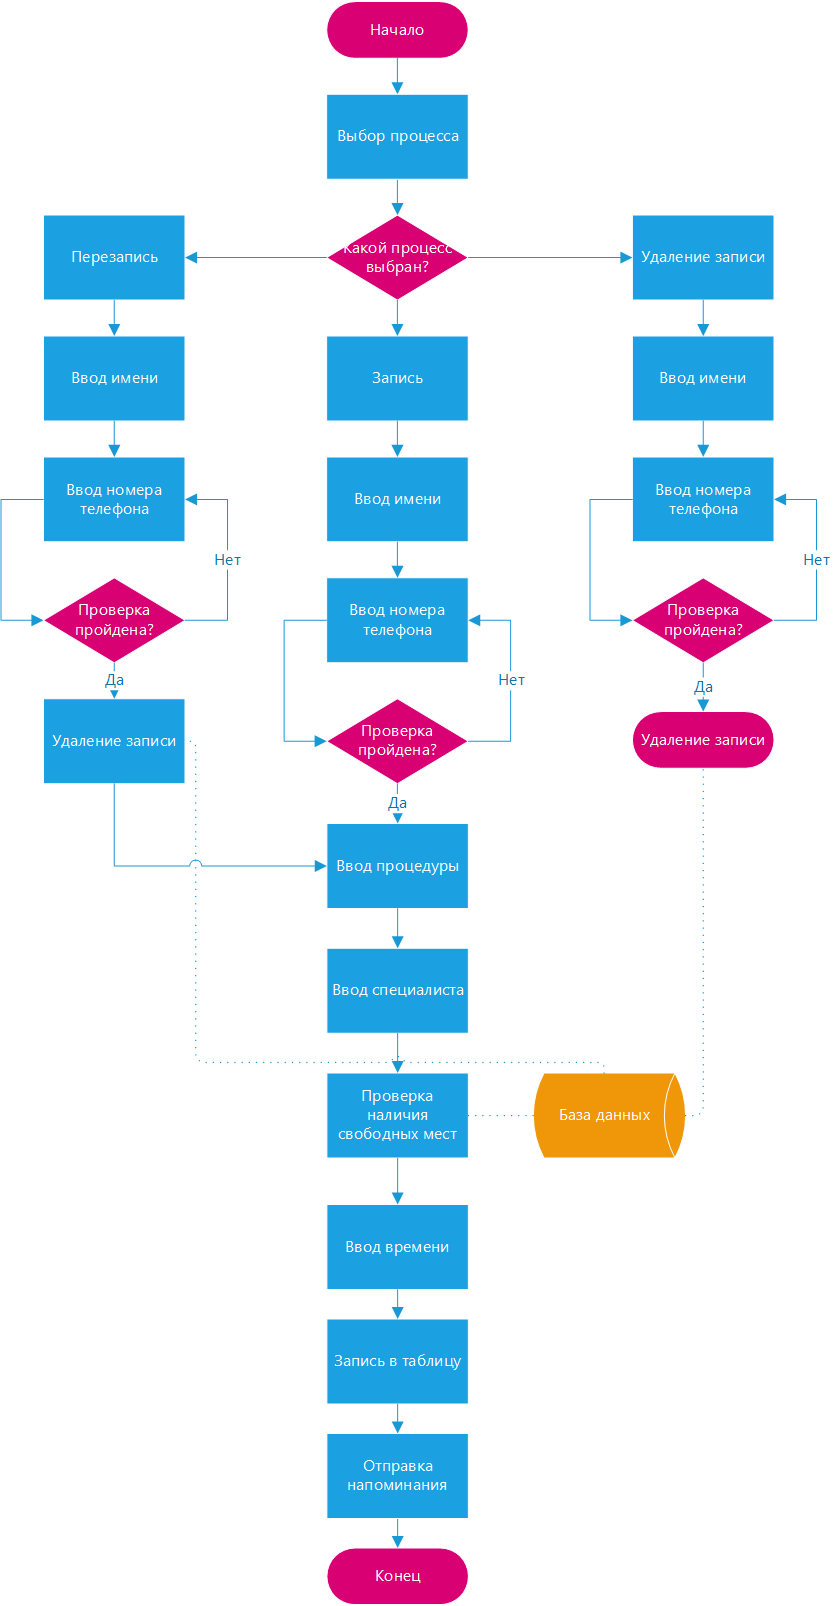 Начало
Выбор процесса
Какой процесс
выбран?
Перезапись
Удаление записи
Ввод имени
Запись
Ввод имени
Ввод номера
телефона
Ввод имени
Ввод номера
телефона
Нет
Нет
Проверка
пройдена?
Ввод номера
телефона
Проверка
пройдена?
Да
Нет
Да
Удаление записи
Проверка
пройдена?
Удаление записи
Да
Ввод процедуры
Ввод специалиста
Проверка
наличия
свободных мест
База данных
Ввод времени
Запись в таблицу
Отправка
напоминания
Конец